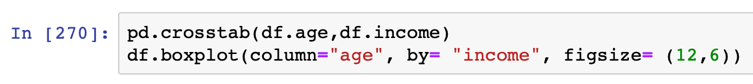 In [270]: pd.crosstab(df.age,df.income)
df.boxplot(column="age", by= "income", figsize= (12,6))